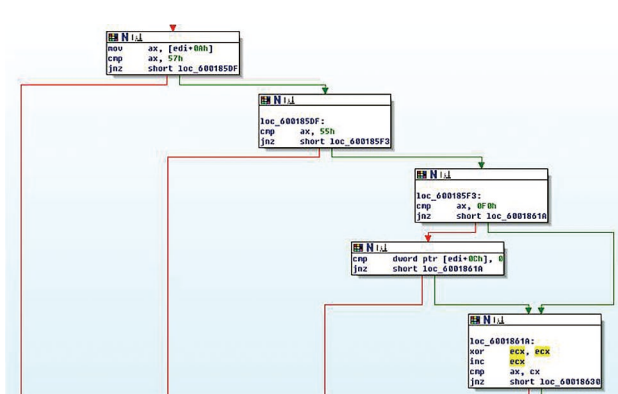 mov ax, [edi+0Ah]
cmp ax, 57h
jnz short loc_600185DF
loc_600185DF:
cmp ax, 55h
jnz short loc_600185F3
loc_600185F3:
cmp ax, 0F0h
jnz short loc_6001861A
cmp dword ptr [edi+0Ch], 0
jnz short loc_6001861A
loc_6001861A:
xor ecx, ecx
inc ecx
cmp ax, cx
jnz short loc_60018630